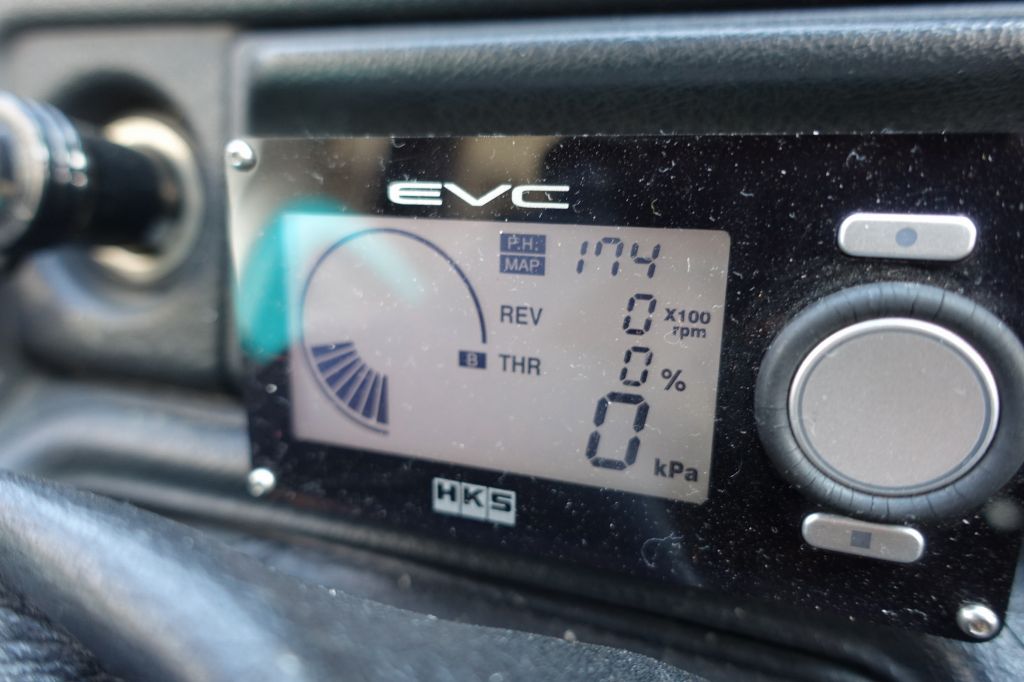 EVC
P.H:
MAP
174
REV 0 X100 rpm
B THR 0 %
0 kPa
HKS